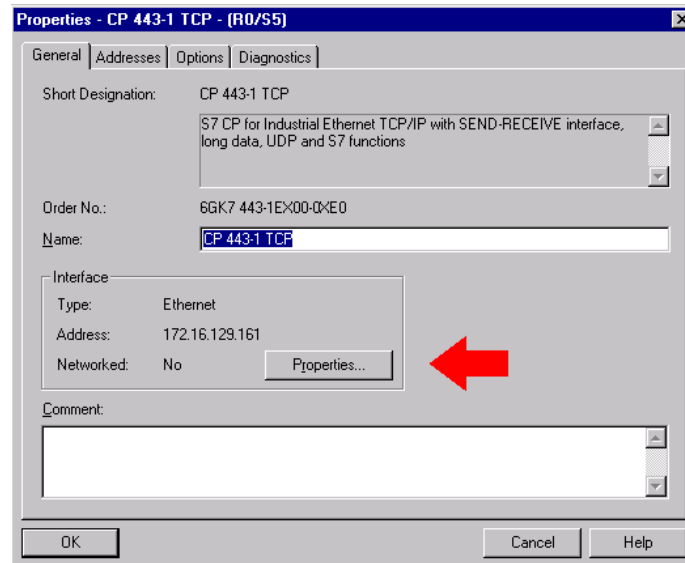 Properties - CP 443-1 TCP - (R0/S5)
General Addresses Options Diagnostics
Short Designation: CP 443-1 TCP
S7 CP for Industrial Ethernet TCP/IP with SEND-RECEIVE interface,
long data, UDP and S7 functions
Order No.: 6GK7 443-1EX00-0XE0
Name: CP 443-1 TCP
Interface
Type: Ethernet
Address: 172.16.129.161
Networked: No Properties...
Comment:
OK Cancel Help